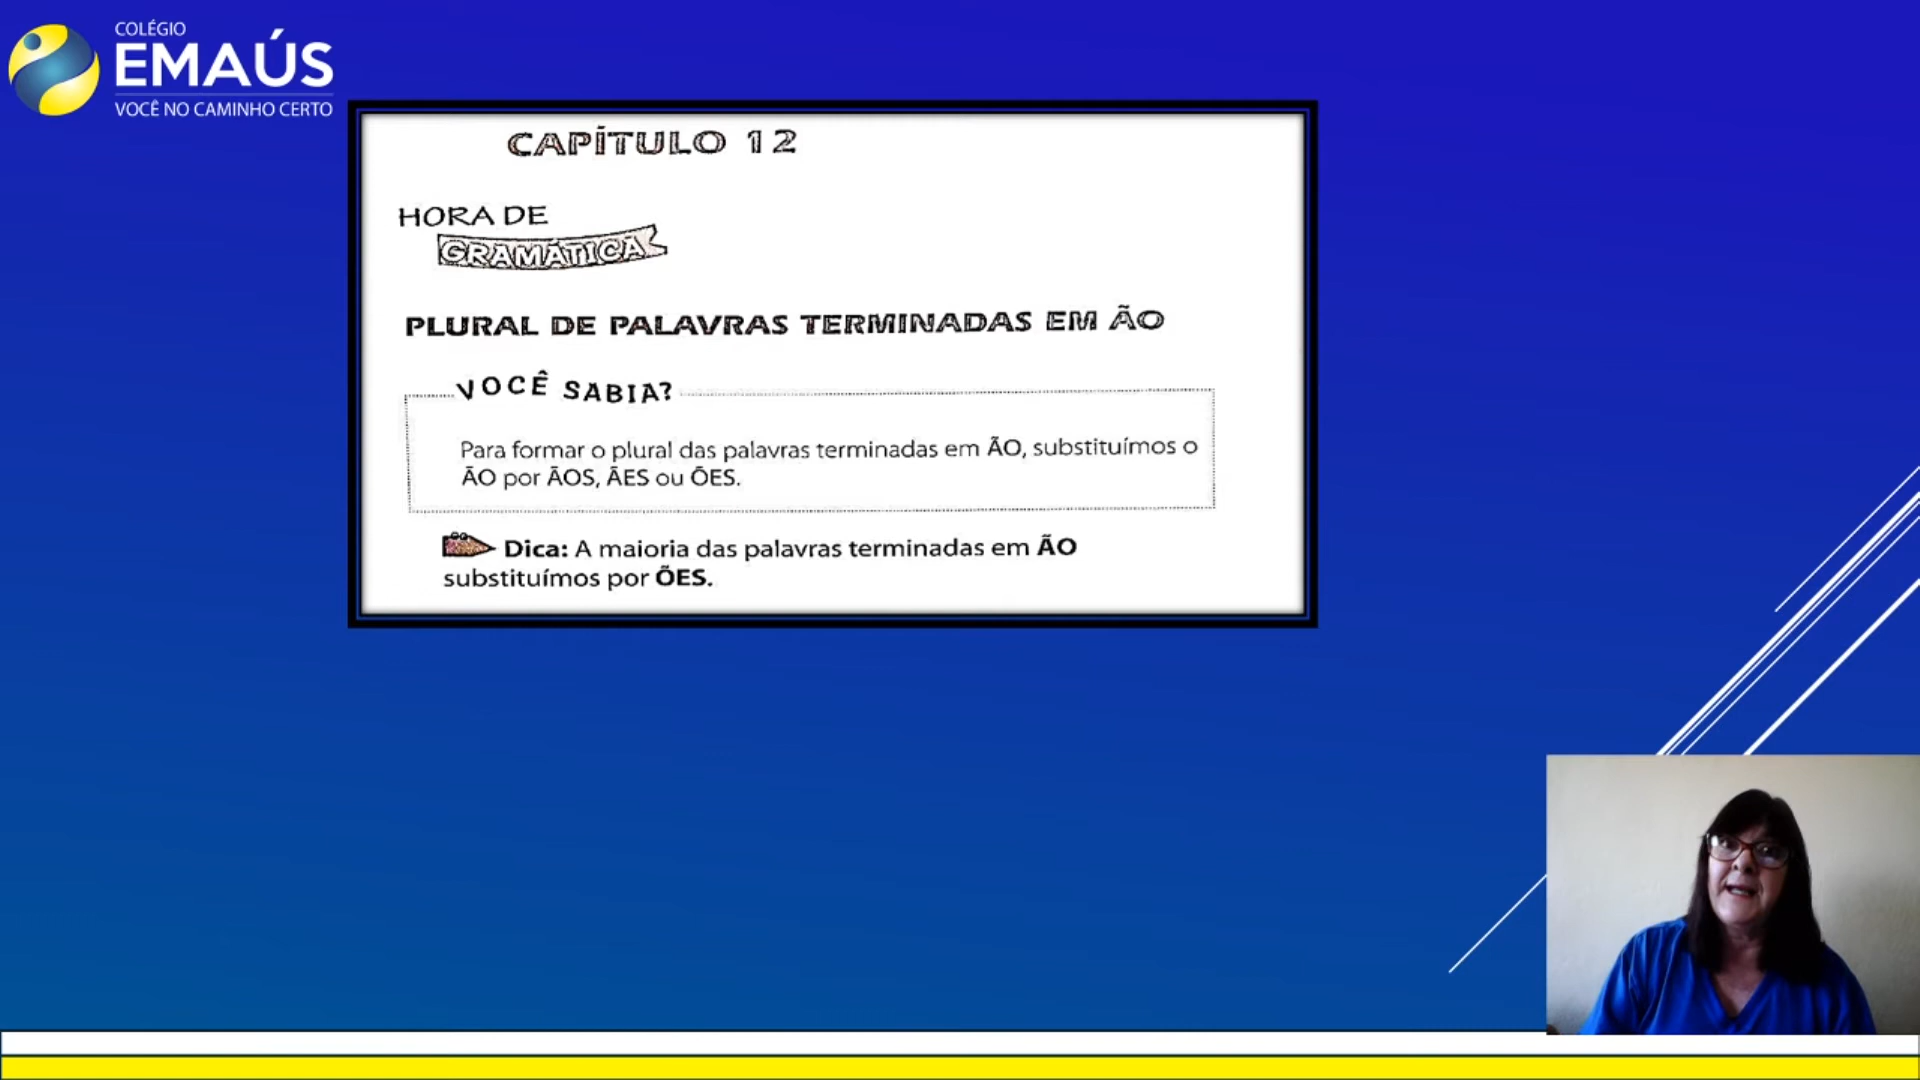 COLÉGIO
EMAÚS
VOCÊ NO CAMINHO CERTO
CAPÍTULO 12
HORA DE
GRAMÁTICA
PLURAL DE PALAVRAS TERMINADAS EM ÃO
VOCÊ SABIA?
Para formar o plural das palavras terminadas em ÃO, substituímos o
ÃO por ÃOS, ÃES ou ÕES.
Dica: A maioria das palavras terminadas em ÃO
substituímos por ÕES.